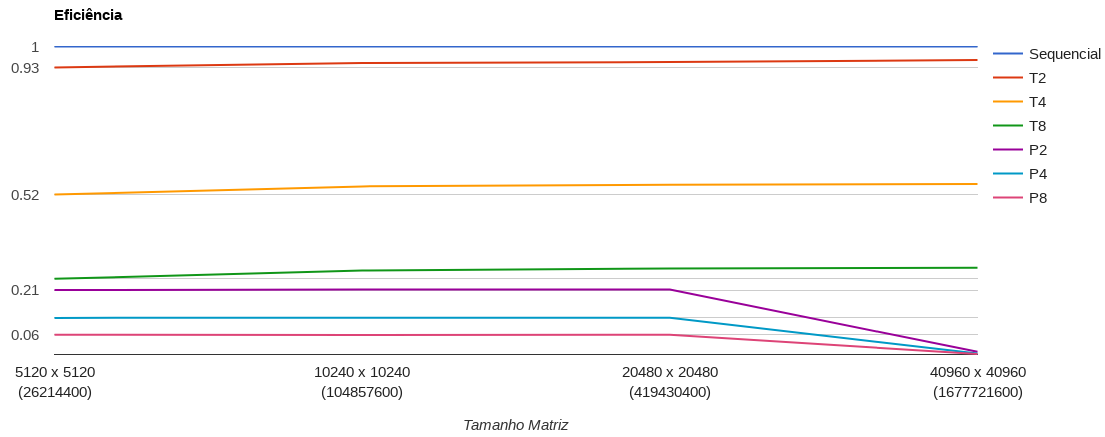 Eficiência
1
0.93
0.52
0.21
0.06
Sequencial
T2
T4
T8
P2
P4
P8
5120 x 5120 10240 x 10240 20480 x 20480 40960 x 40960
(26214400) (104857600) (419430400) (1677721600)
Tamanho Matriz